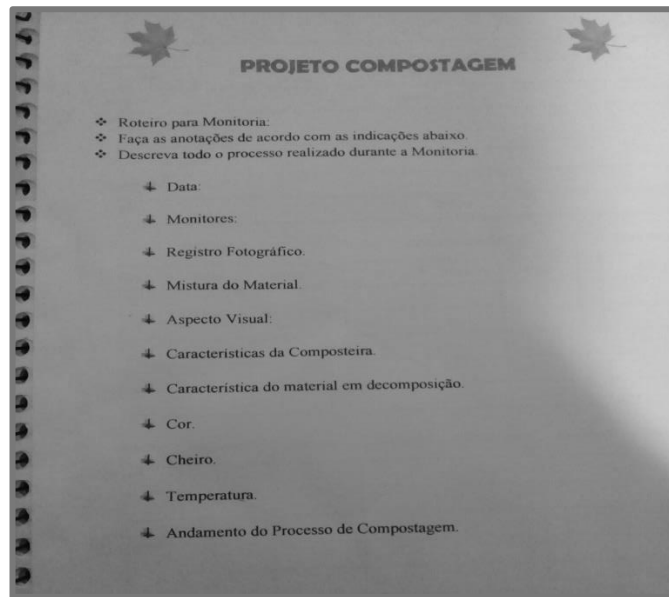 PROJETO COMPOSTAGEM
Roteiro para Monitoria:
Faça as anotações de acordo com as indicações abaixo.
Descreva todo o processo realizado durante a Monitoria.
Data:
Monitores:
Registro Fotográfico.
Mistura do Material.
Aspecto Visual:
Características da Composteira.
Característica do material em decomposição.
Cor.
Cheiro.
Temperatura.
Andamento do Processo de Compostagem.